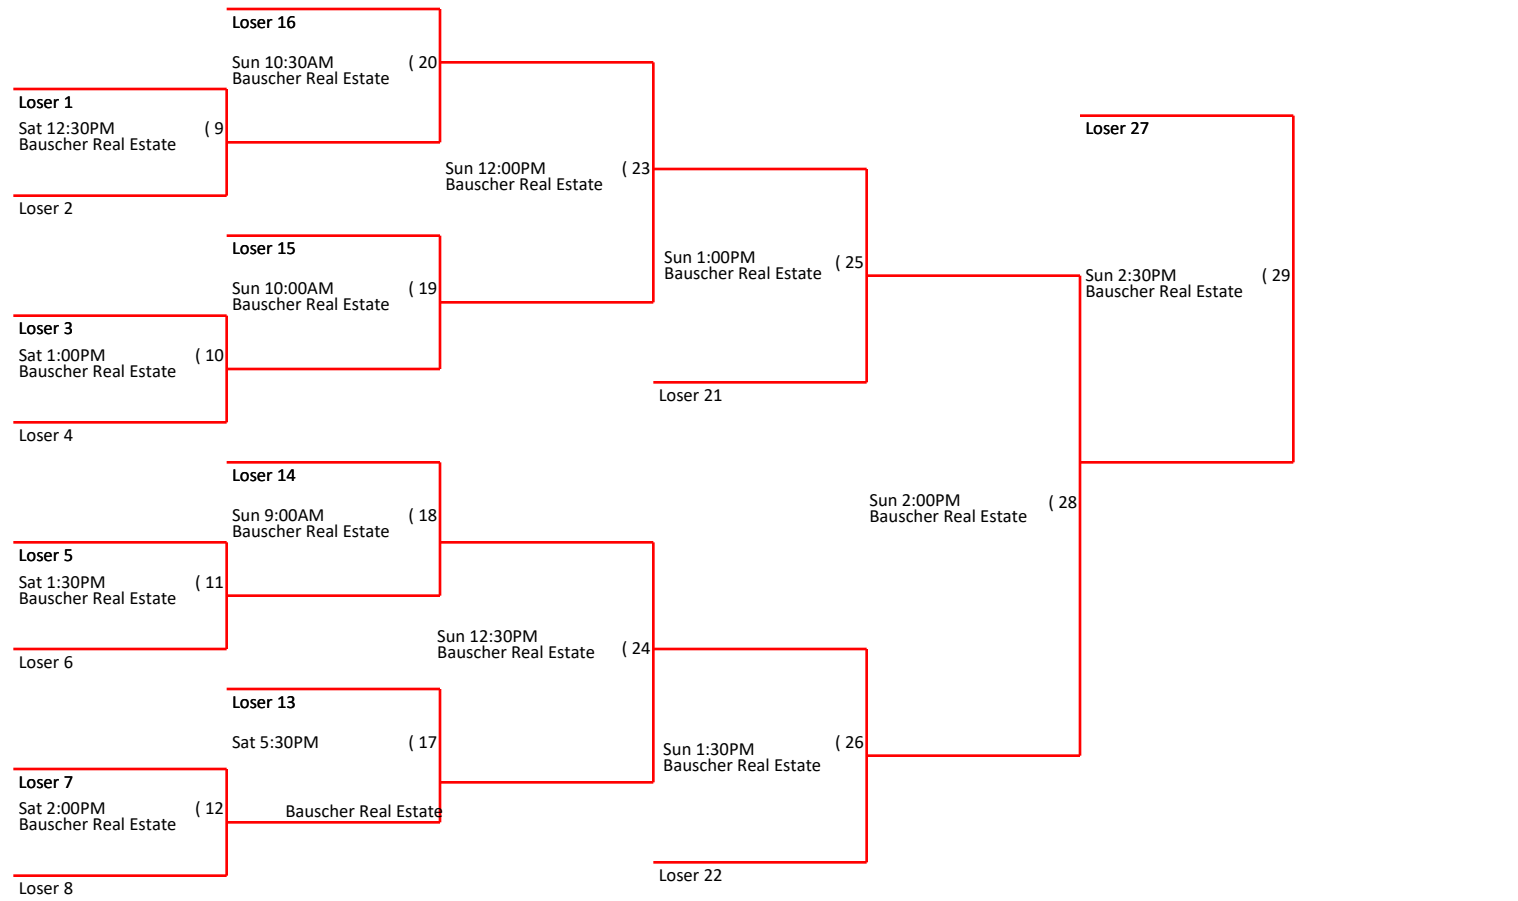 Loser 16
Sun 10:30AM ( 20
Bauscher Real Estate
Loser 1
Sat 12:30PM ( 9
Bauscher Real Estate
Loser 2
Loser 27
Sun 12:00PM ( 23
Bauscher Real Estate
Loser 15
Sun 10:00AM ( 19
Bauscher Real Estate
Sun 1:00PM ( 25
Bauscher Real Estate
Sun 2:30PM ( 29
Bauscher Real Estate
Loser 3
Sat 1:00PM ( 10
Bauscher Real Estate
Loser 21
Loser 4
Loser 14
Sun 9:00AM ( 18
Bauscher Real Estate
Sun 2:00PM ( 28
Bauscher Real Estate
Loser 5
Sat 1:30PM ( 11
Bauscher Real Estate
Loser 6
Sun 12:30PM ( 24
Bauscher Real Estate
Loser 13
Sat 5:30PM ( 17
Sun 1:30PM ( 26
Bauscher Real Estate
Loser 7
Sat 2:00PM ( 12
Bauscher Real Estate
Bauscher Real Estate
Loser 22
Loser 8